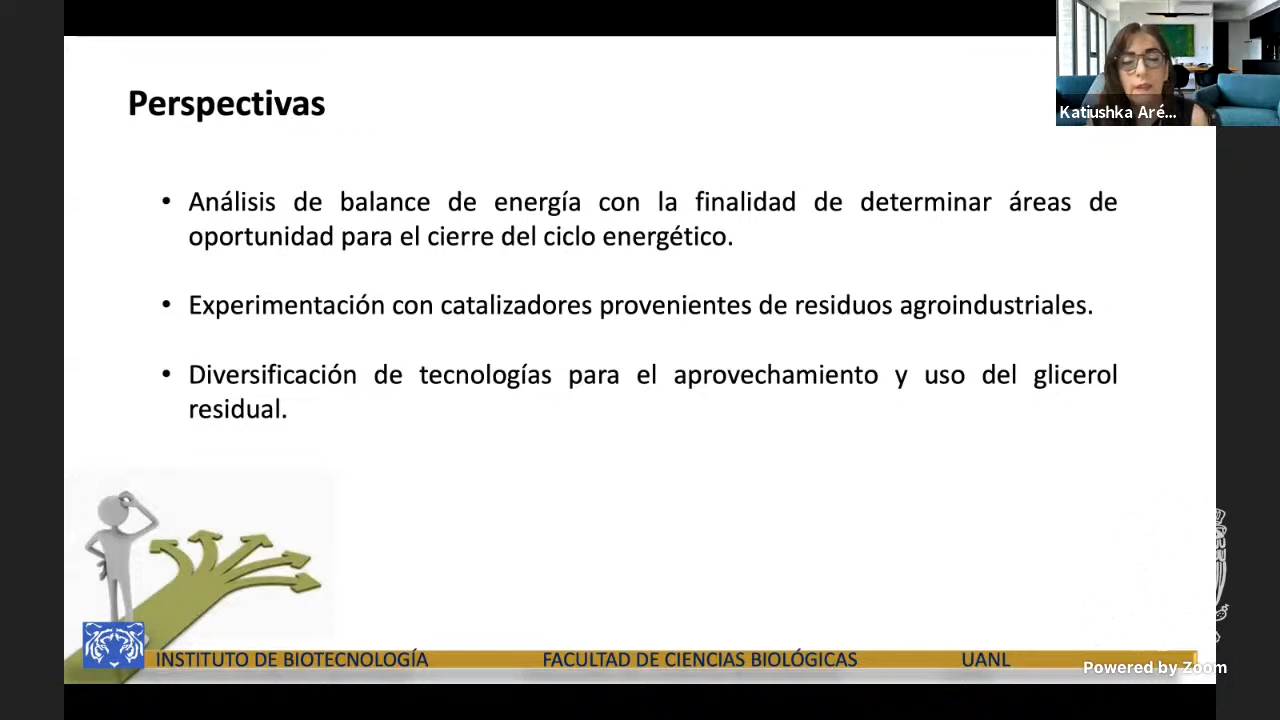 Perspectivas
Katiushka Aré...
• Análisis de balance de energía con la finalidad de determinar áreas de
oportunidad para el cierre del ciclo energético.
• Experimentación con catalizadores provenientes de residuos agroindustriales.
• Diversificación de tecnologías para el aprovechamiento y uso del glicerol
residual.
INSTITUTO DE BIOTECNOLOGÍA FACULTAD DE CIENCIAS BIOLÓGICAS UANL
Powered by Zoom